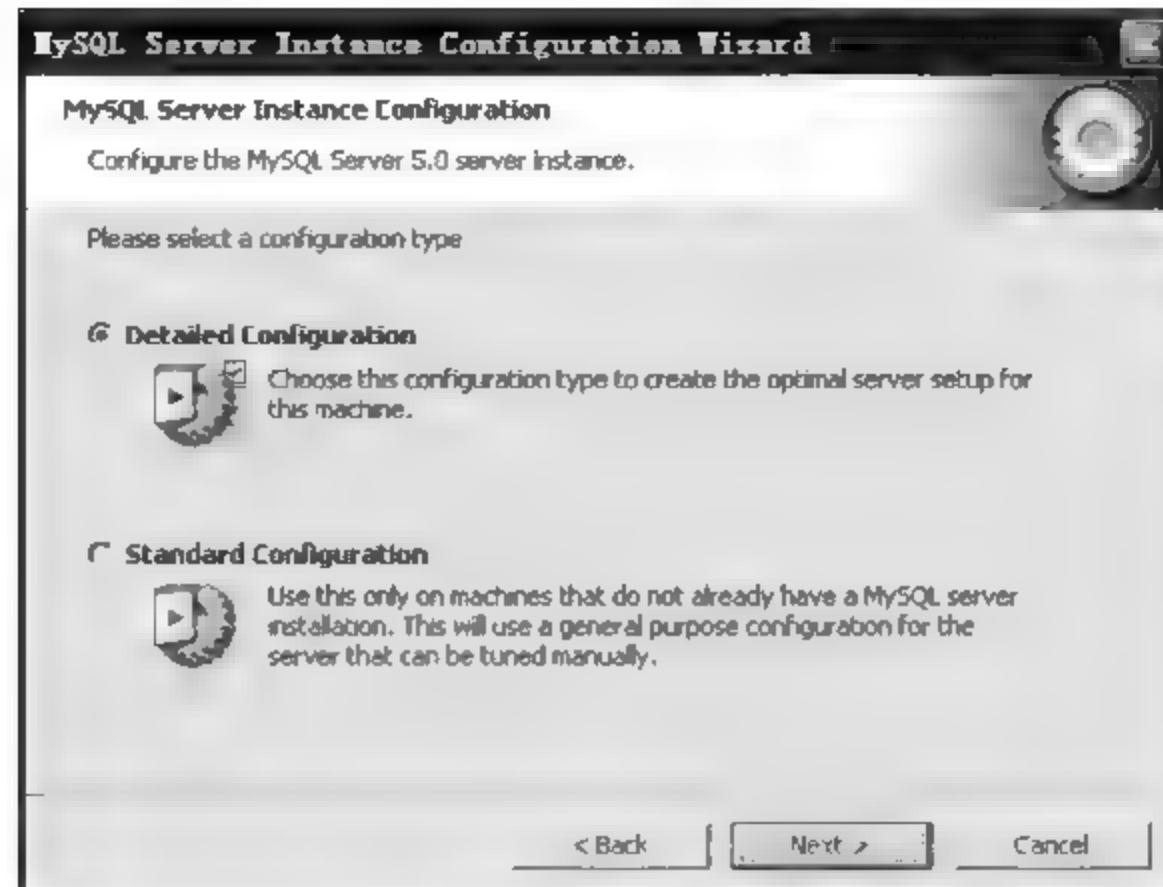 MySQL Server Instance Configuration Wizard
MySQL Server Instance Configuration
Configure the MySQL Server 5.0 server instance.
Please select a configuration type
Detailed Configuration
Choose this configuration type to create the optimal server setup for
this machine.
Standard Configuration
Use this only on machines that do not already have a MySQL server
installation. This will use a general purpose configuration for the
server that can be tuned manually.
< Back Next > Cancel